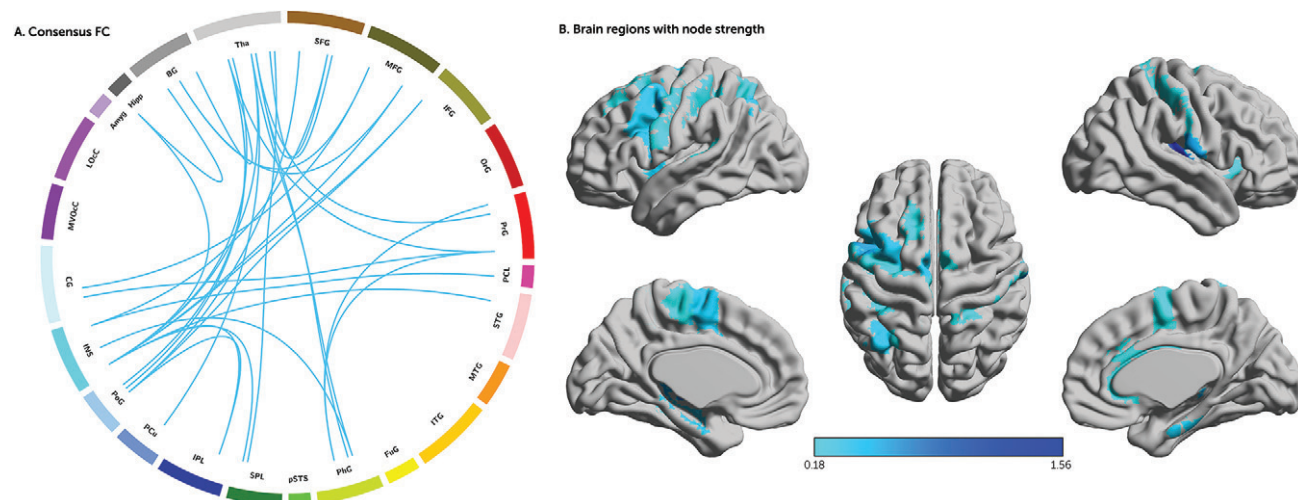 A. Consensus FC
B. Brain regions with node strength
Tha
SFG
MFG
IFG
OrG
PrG
PCL
STG
MTG
ITG
FuG
PhG
pSTS
SPL
IPL
PCu
PoG
INS
CG
MVOcC
LOcC
Amyg
Hipp
BG
0.18
1.56